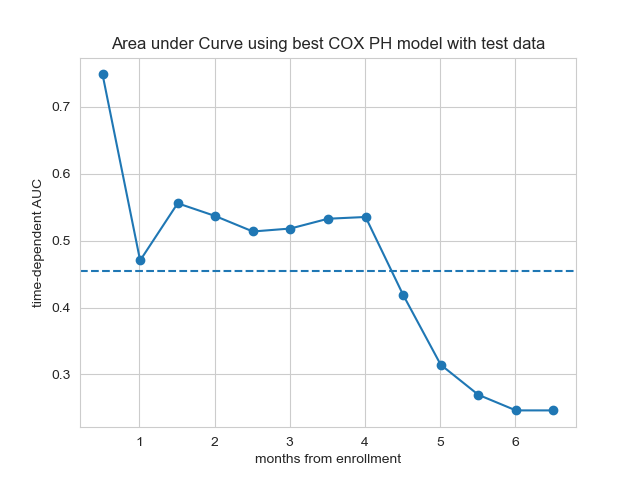 Area under Curve using best COX PH model with test data
0.7
0.6
0.5
0.4
0.3
time-dependent AUC
1 2 3 4 5 6
months from enrollment